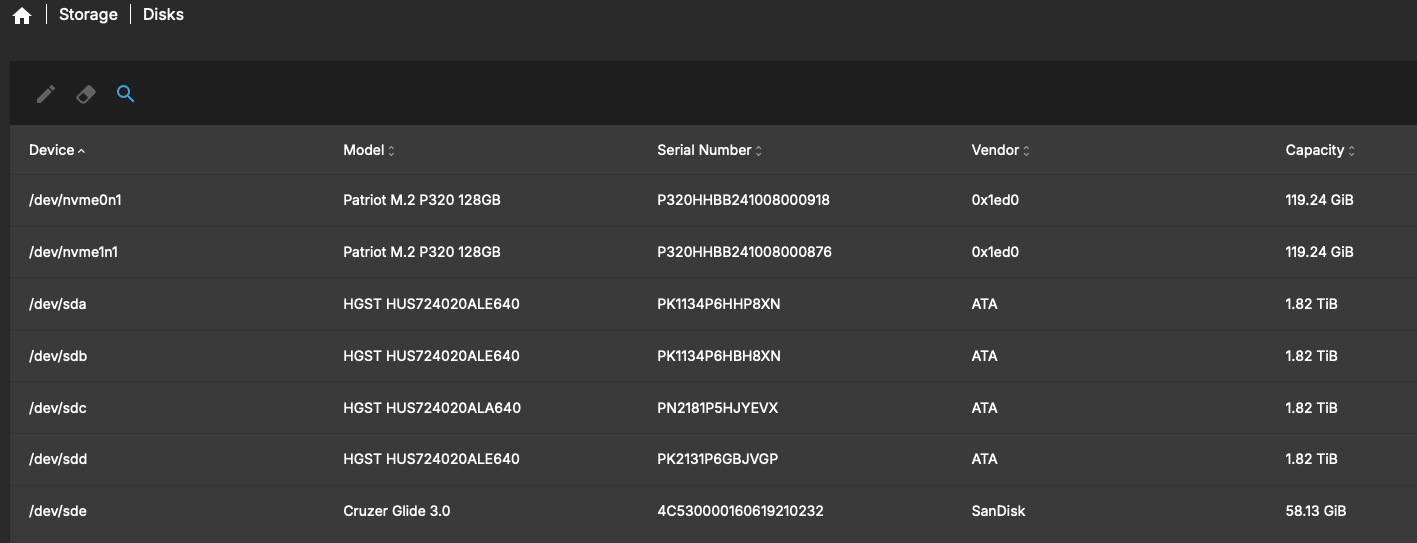 Storage Disks
Device Model Serial Number Vendor Capacity
/dev/nvme0n1 Patriot M.2 P320 128GB P320HHBB241008000918 0x1ed0 119.24 GiB
/dev/nvme1n1 Patriot M.2 P320 128GB P320HHBB241008000876 0x1ed0 119.24 GiB
/dev/sda HGST HUS724020ALE640 PK1134P6HHP8XN ATA 1.82 TiB
/dev/sdb HGST HUS724020ALE640 PK1134P6HBH8XN ATA 1.82 TiB
/dev/sdc HGST HUS724020ALA640 PN2181P5HJYEVX ATA 1.82 TiB
/dev/sdd HGST HUS724020ALE640 PK2131P6GBJVGP ATA 1.82 TiB
/dev/sde Cruzer Glide 3.0 4C530000160619210232 SanDisk 58.13 GiB